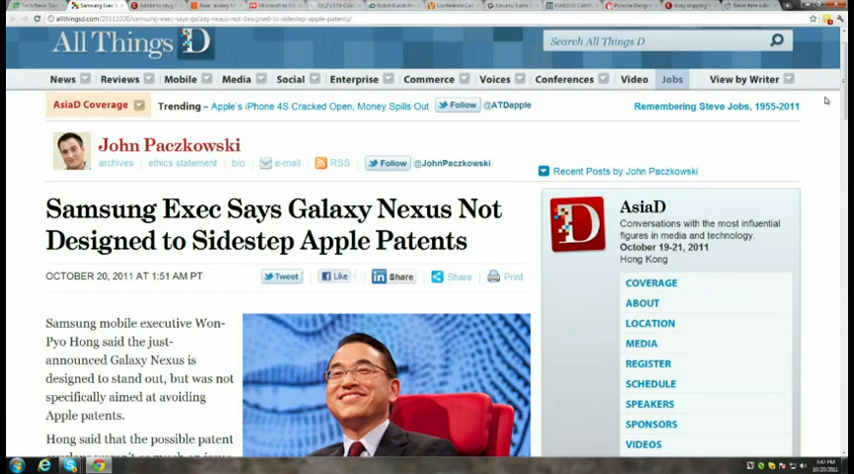 allthingsd.com/20111020/samsung-exec-says-galaxy-nexus-not-designed-to-sidestep-apple-patents/
All Things D
Search All Things D
News Reviews Mobile Media Social Enterprise Commerce Voices Conferences Video Jobs View by Writer
AsiaD Coverage Trending – Apple's iPhone 4S Cracked Open, Money Spills Out Follow @ATDapple Remembering Steve Jobs, 1955-2011
John Paczkowski
archives ethics statement bio e-mail RSS Follow @JohnPaczkowski
Samsung Exec Says Galaxy Nexus Not
Designed to Sidestep Apple Patents
OCTOBER 20, 2011 AT 1:51 AM PT Tweet Like Share Share Print
Samsung mobile executive Won-
Pyo Hong said the just-
announced Galaxy Nexus is
designed to stand out, but was not
specifically aimed at avoiding
Apple patents.
Hong said that the possible patent
Recent Posts by John Paczkowski
D
AsiaD
Conversations with the most influential
figures in media and technology.
October 19-21, 2011
Hong Kong
COVERAGE
ABOUT
LOCATION
MEDIA
REGISTER
SCHEDULE
SPEAKERS
SPONSORS
VIDEOS